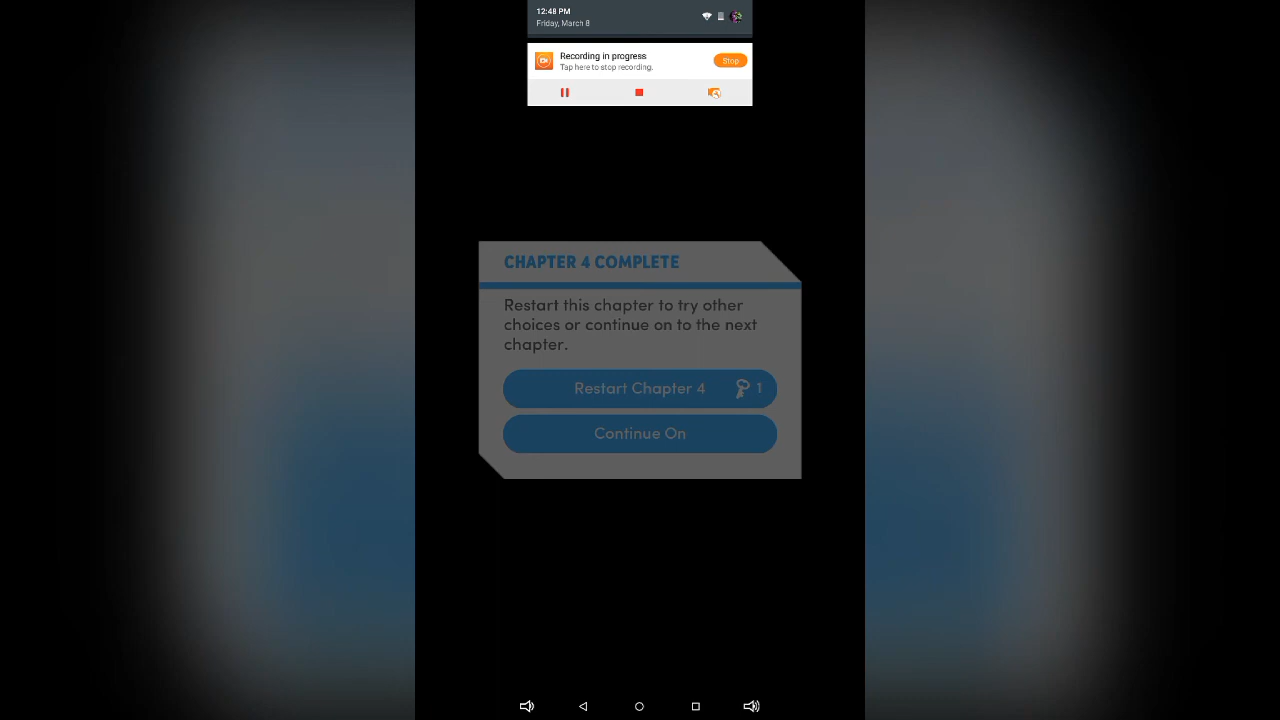 12:48 PM
Friday, March 8
Recording in progress
Stop
Tap here to stop recording.
CHAPTER 4 COMPLETE
Restart this chapter to try other
choices or continue on to the next
chapter.
Restart Chapter 4 1
Continue On